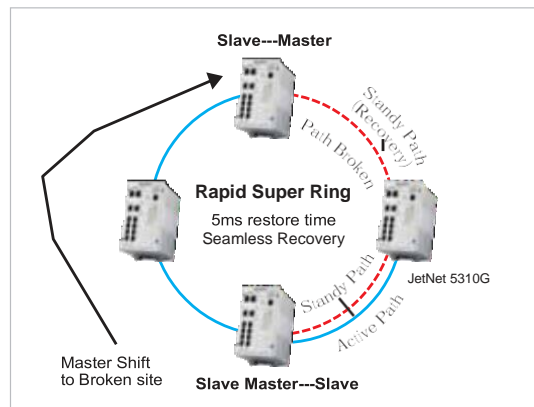 Slave---Master
Standy Path
(Recovery)
Path Broken
Rapid Super Ring
5ms restore time
Seamless Recovery
JetNet 5310G
Standy Path
Active Path
Master Shift
to Broken site
Slave Master---Slave